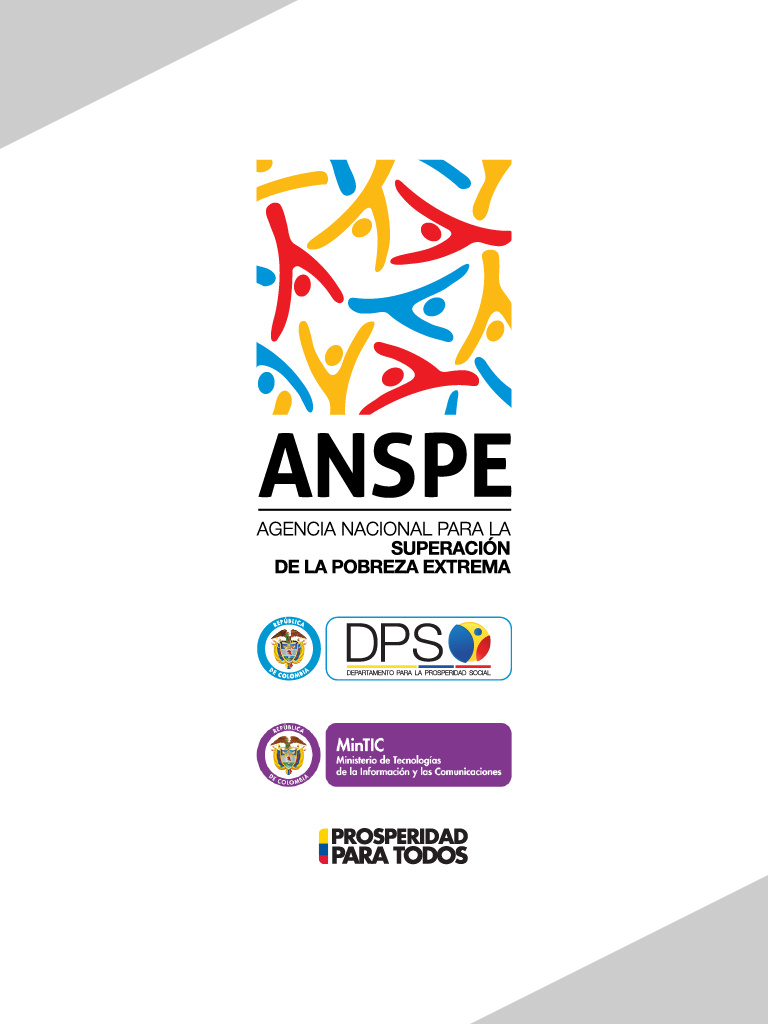 ANSPE
AGENCIA NACIONAL PARA LA
SUPERACIÓN
DE LA POBREZA EXTREMA
REPÚBLICA
DE COLOMBIA
DPS
DEPARTAMENTO PARA LA PROSPERIDAD SOCIAL
REPÚBLICA
DE COLOMBIA
MinTIC
Ministerio de Tecnologías
de la Información y las Comunicaciones
PROSPERIDAD
PARA TODOS